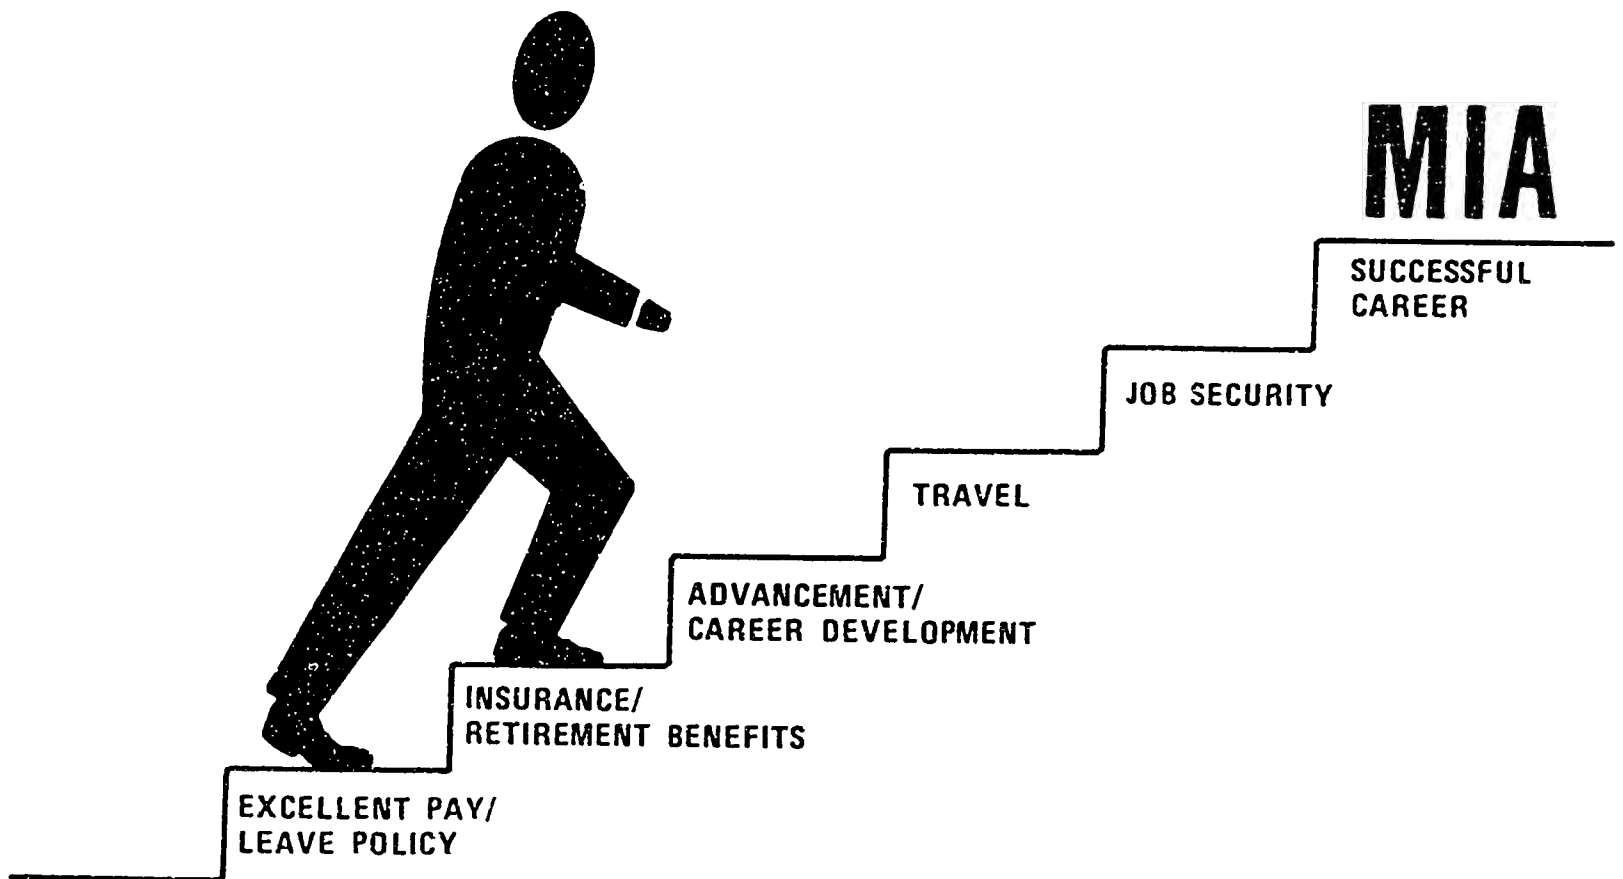 MIA
SUCCESSFUL
CAREER
JOB SECURITY
TRAVEL
ADVANCEMENT/
CAREER DEVELOPMENT
INSURANCE/
RETIREMENT BENEFITS
EXCELLENT PAY/
LEAVE POLICY